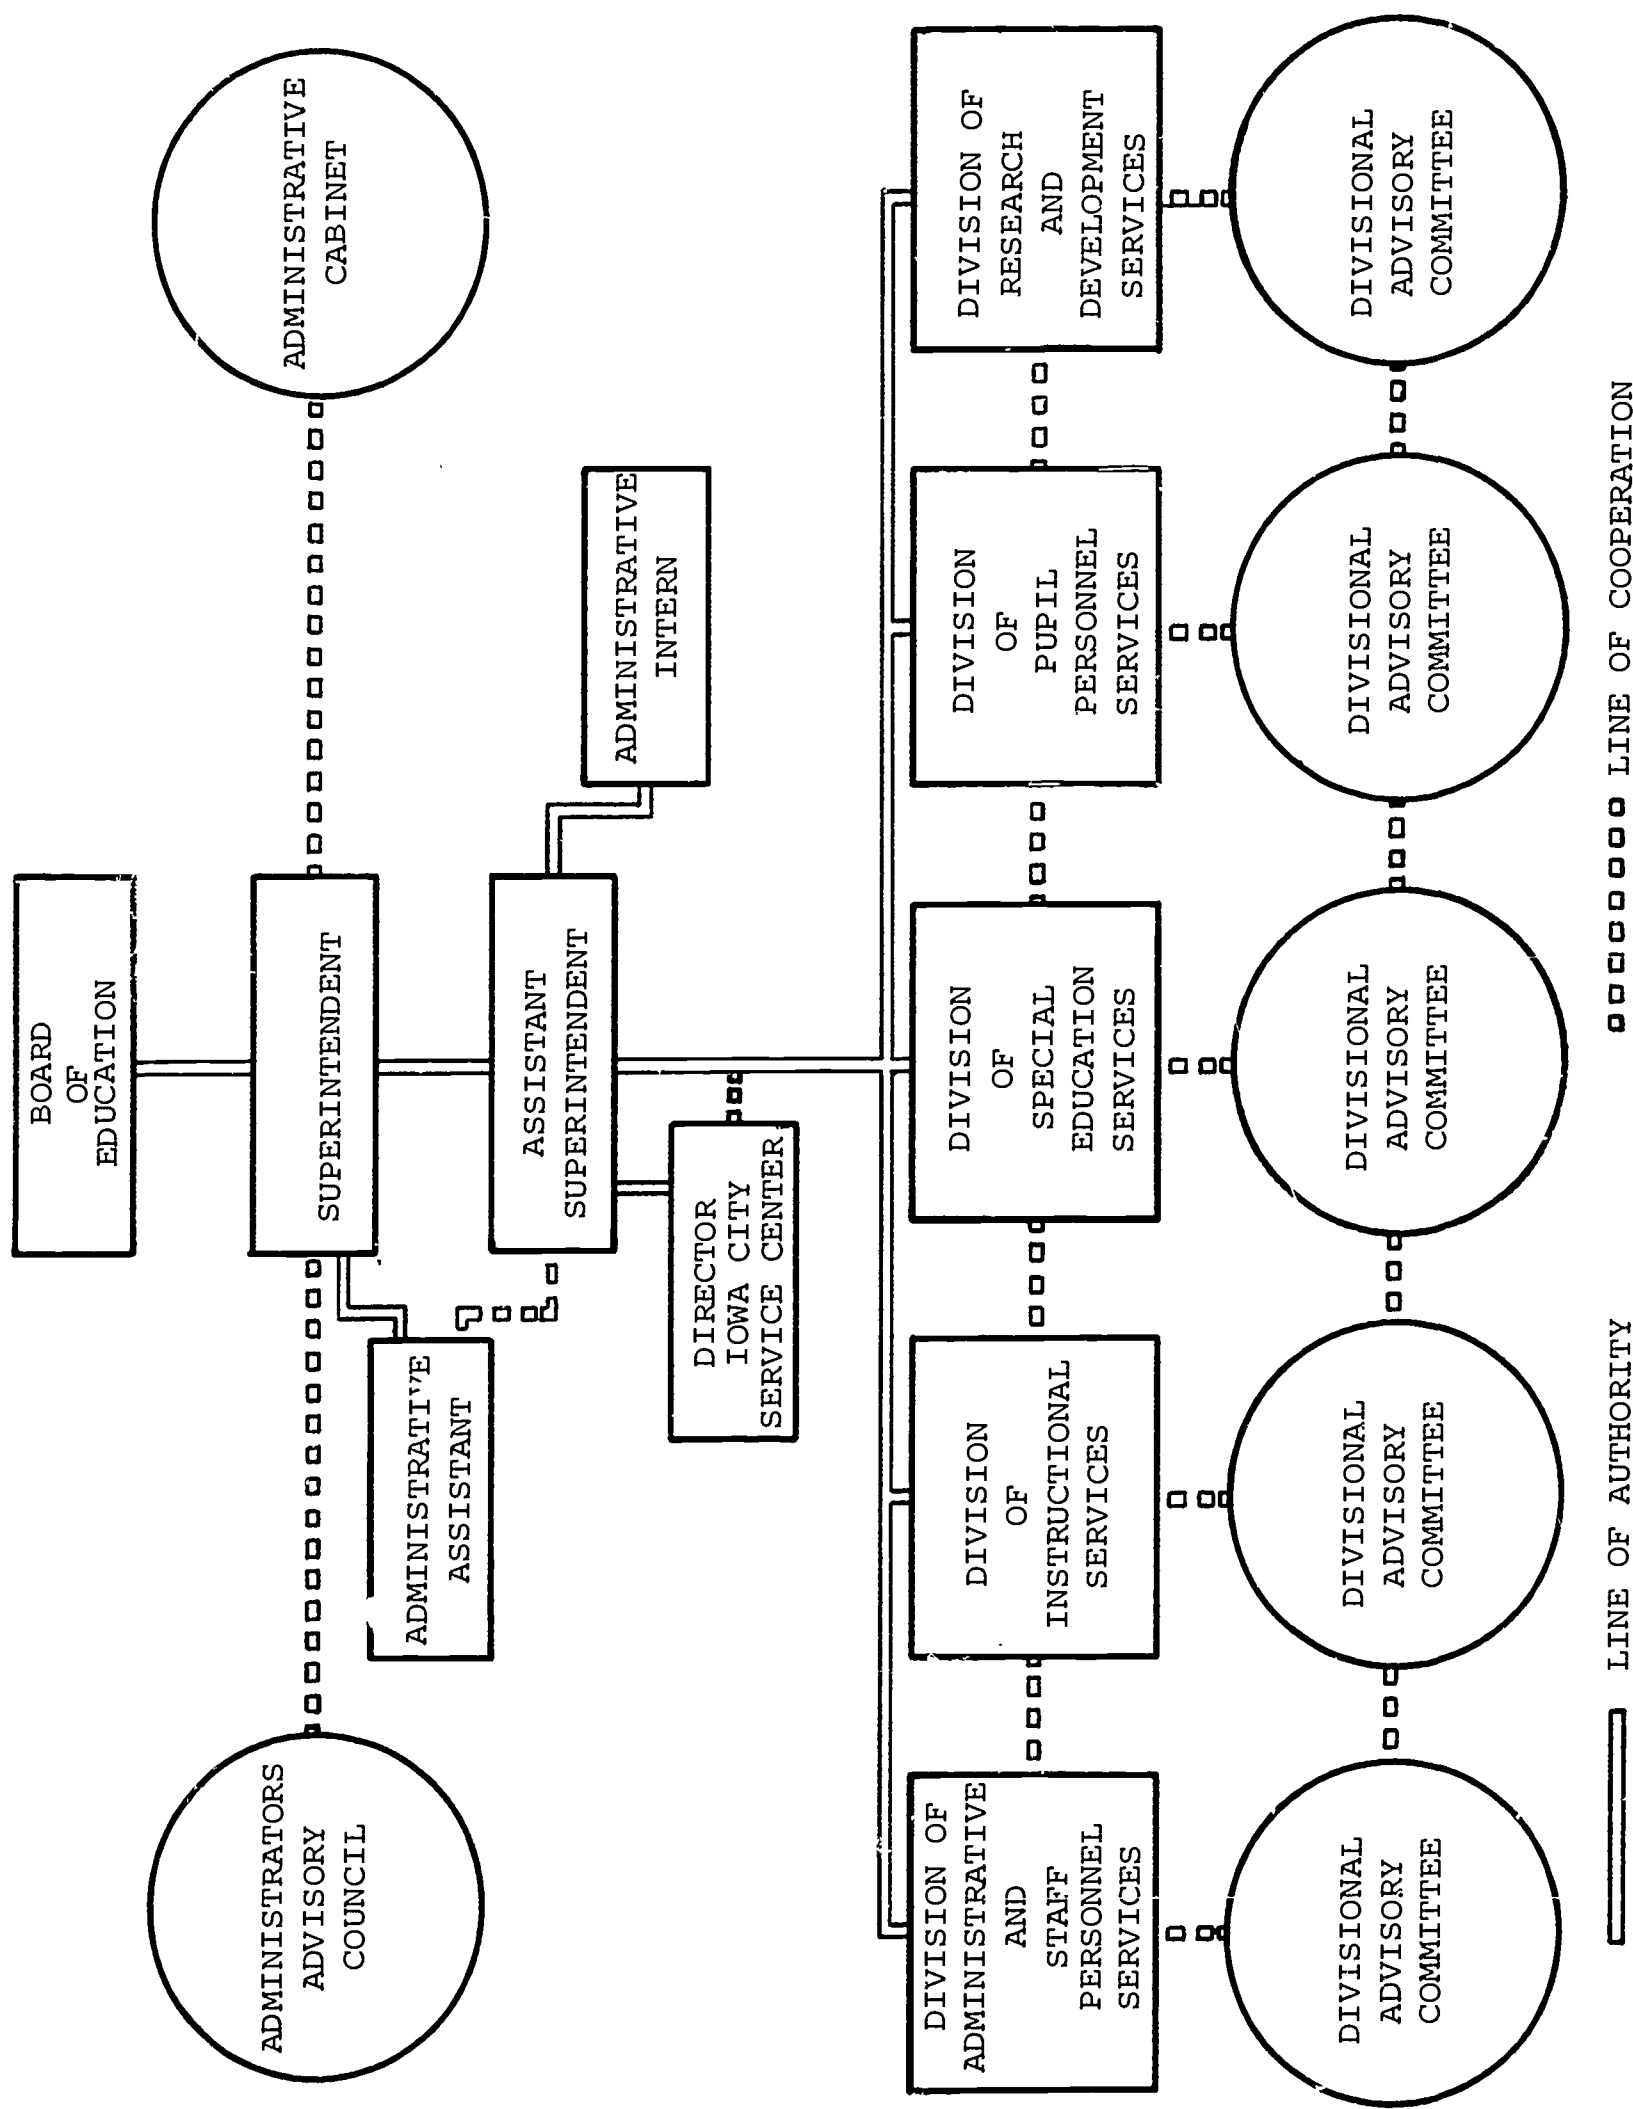 BOARD
OF
EDUCATION
ADMINISTRATORS
ADVISORY
COUNCIL
SUPERINTENDENT
ADMINISTRATIVE
CABINET
ADMINISTRATIVE
ASSISTANT
ASSISTANT
SUPERINTENDENT
ADMINISTRATIVE
INTERN
DIRECTOR
IOWA CITY
SERVICE CENTER
DIVISION OF
ADMINISTRATIVE
AND
STAFF
PERSONNEL
SERVICES
DIVISION
OF
INSTRUCTIONAL
SERVICES
DIVISION
OF
SPECIAL
EDUCATION
SERVICES
DIVISION
OF
PUPIL
PERSONNEL
SERVICES
DIVISION OF
RESEARCH
AND
DEVELOPMENT
SERVICES
DIVISIONAL
ADVISORY
COMMITTEE
DIVISIONAL
ADVISORY
COMMITTEE
DIVISIONAL
ADVISORY
COMMITTEE
DIVISIONAL
ADVISORY
COMMITTEE
DIVISIONAL
ADVISORY
COMMITTEE
LINE OF AUTHORITY
LINE OF COOPERATION